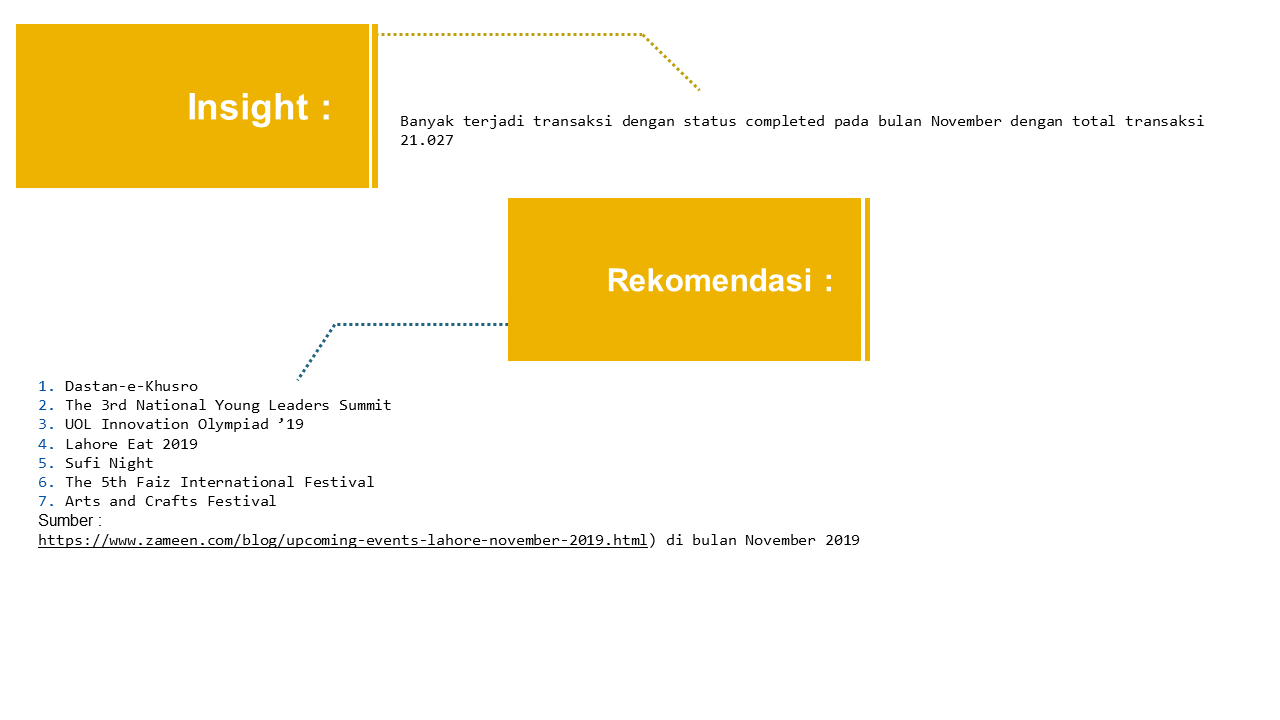 Insight :
Banyak terjadi transaksi dengan status completed pada bulan November dengan total transaksi
21.027
Rekomendasi :
1. Dastan-e-Khusro
2. The 3rd National Young Leaders Summit
3. UOL Innovation Olympiad ’19
4. Lahore Eat 2019
5. Sufi Night
6. The 5th Faiz International Festival
7. Arts and Crafts Festival
Sumber :
https://www.zameen.com/blog/upcoming-events-lahore-november-2019.html) di bulan November 2019